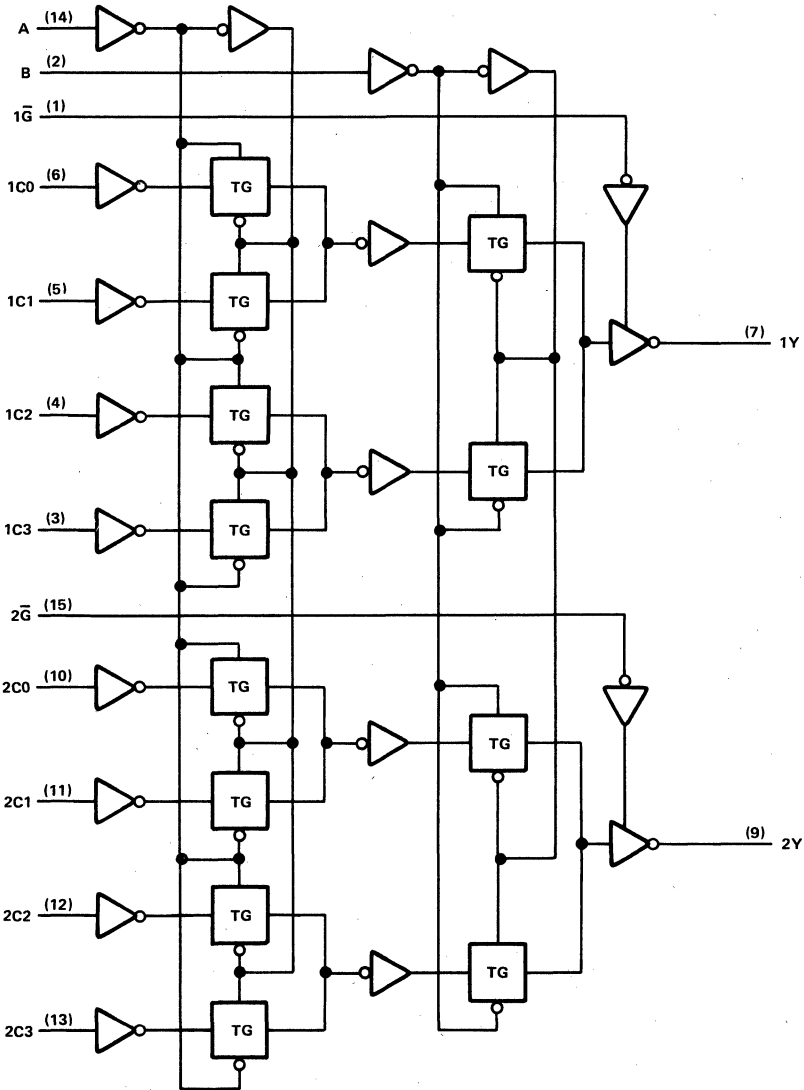 A (14)
B (2)
1G̅ (1)
1C0 (6)
TG
TG
1C1 (5)
TG
(7) 1Y
1C2 (4)
TG
TG
1C3 (3)
TG
2G̅ (15)
2C0 (10)
TG
TG
2C1 (11)
TG
(9) 2Y
2C2 (12)
TG
TG
2C3 (13)
TG